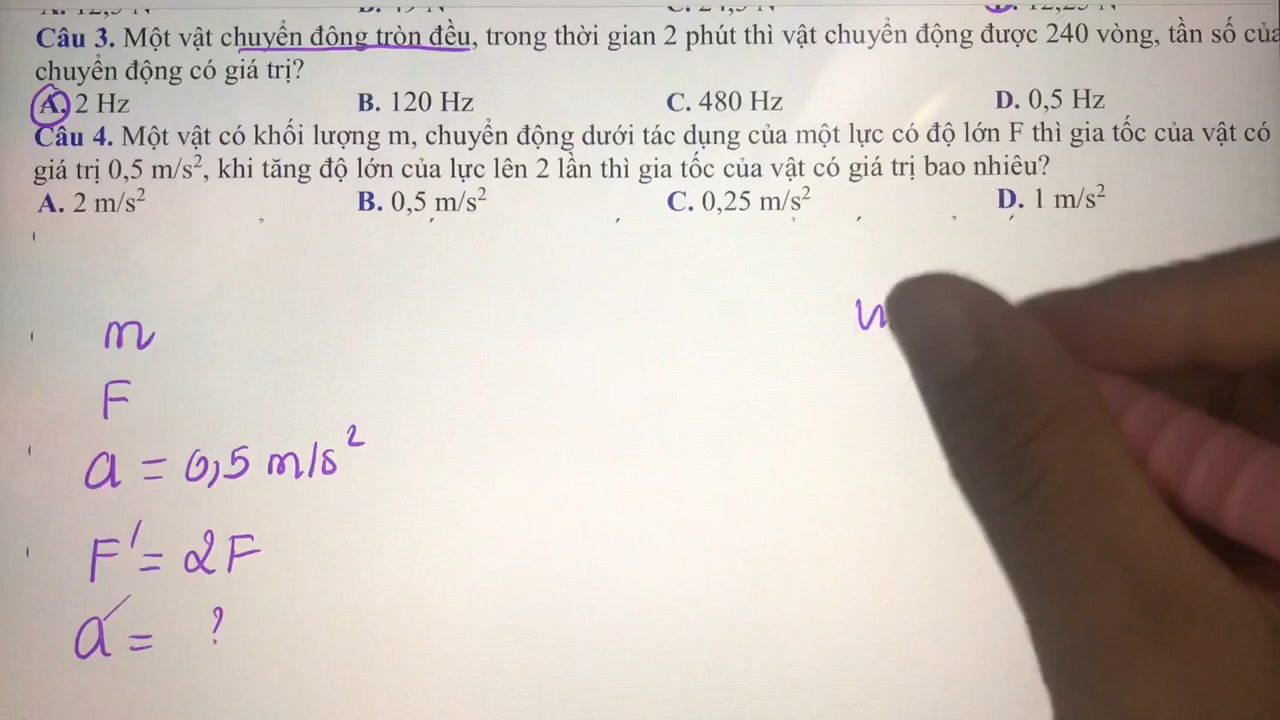 Câu 3. Một vật chuyển đông tròn đều, trong thời gian 2 phút thì vật chuyển động được 240 vòng, tần số của
chuyển động có giá trị?
A. 2 Hz B. 120 Hz C. 480 Hz D. 0,5 Hz
Câu 4. Một vật có khối lượng m, chuyển động dưới tác dụng của một lực có độ lớn F thì gia tốc của vật có
giá trị 0,5 m/s², khi tăng độ lớn của lực lên 2 lần thì gia tốc của vật có giá trị bao nhiêu?
A. 2 m/s² B. 0,5 m/s² C. 0,25 m/s² D. 1 m/s²
m
F
a = 0,5 m/s²
F' = 2F
a' = ?